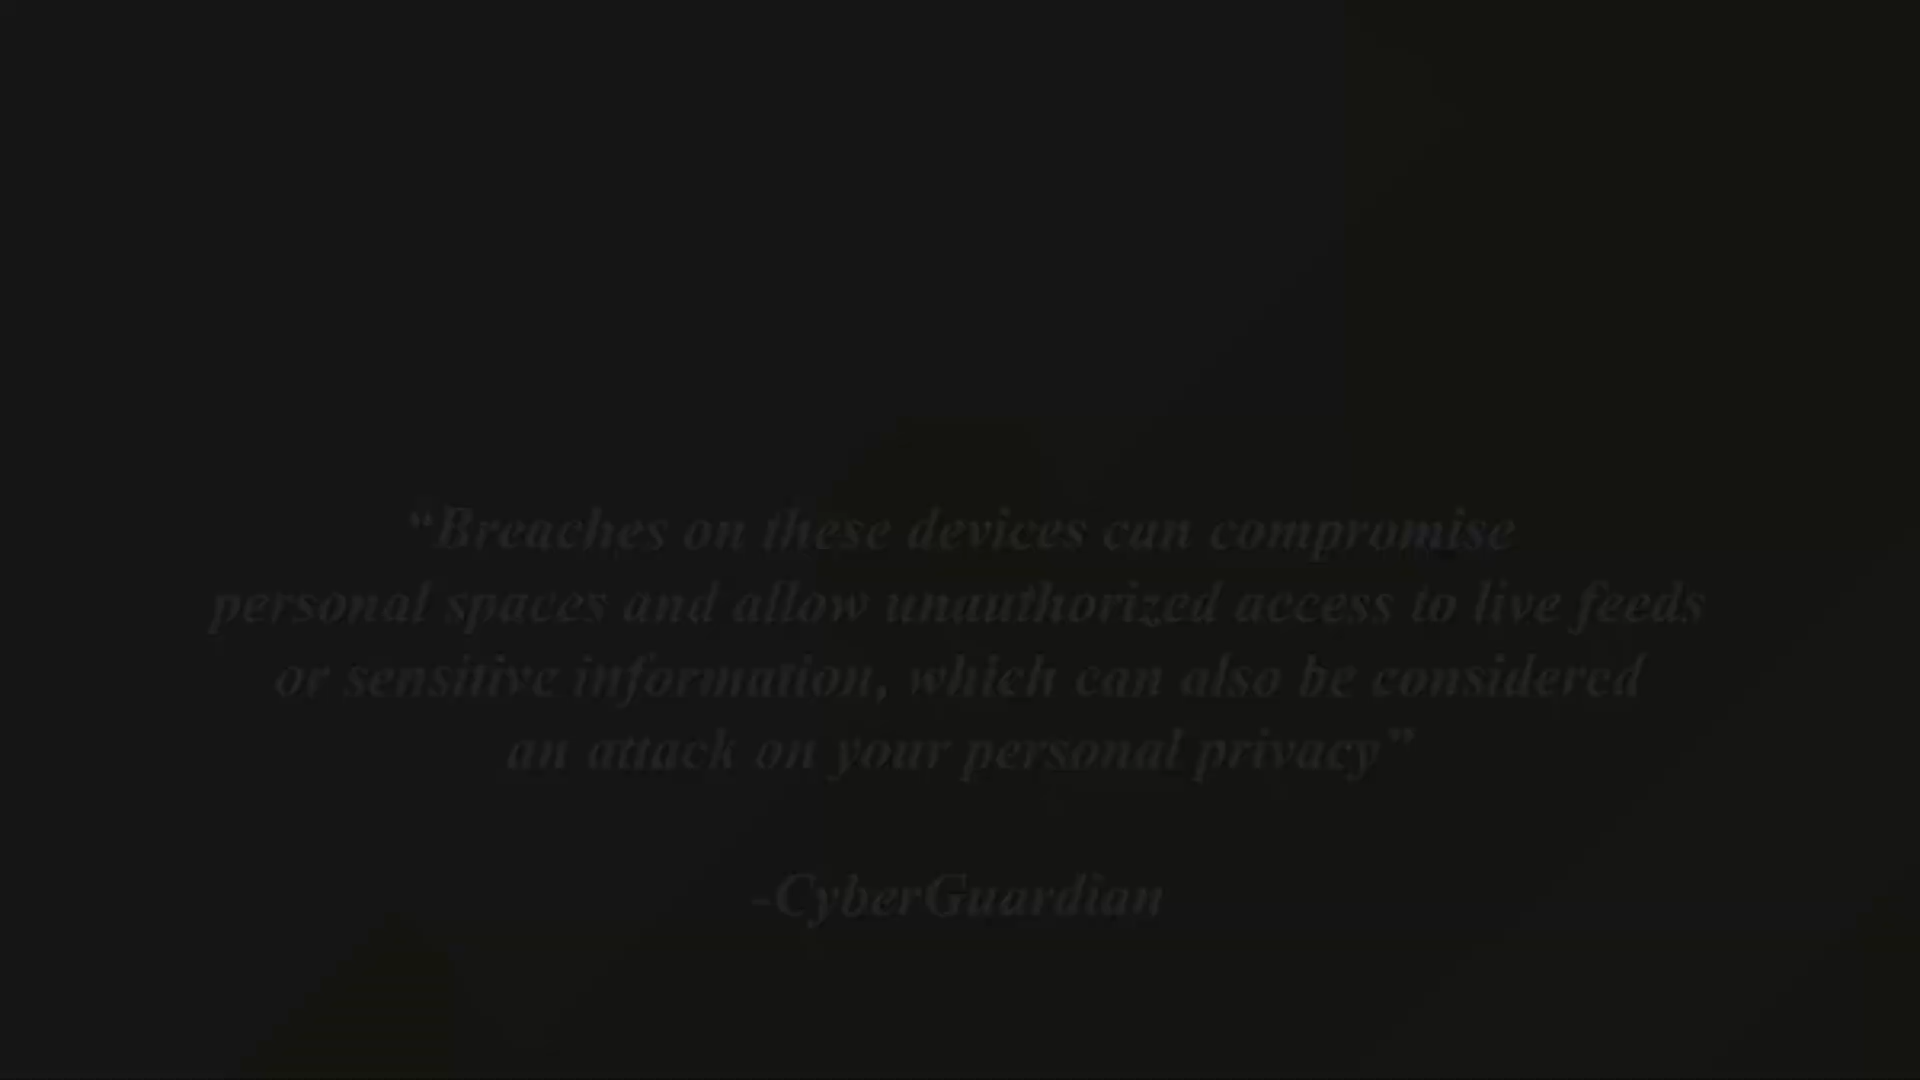 “Breaches on these devices can compromise
personal spaces and allow unauthorized access to live feeds
or sensitive information, which can also be considered
an attack on your personal privacy”
-CyberGuardian